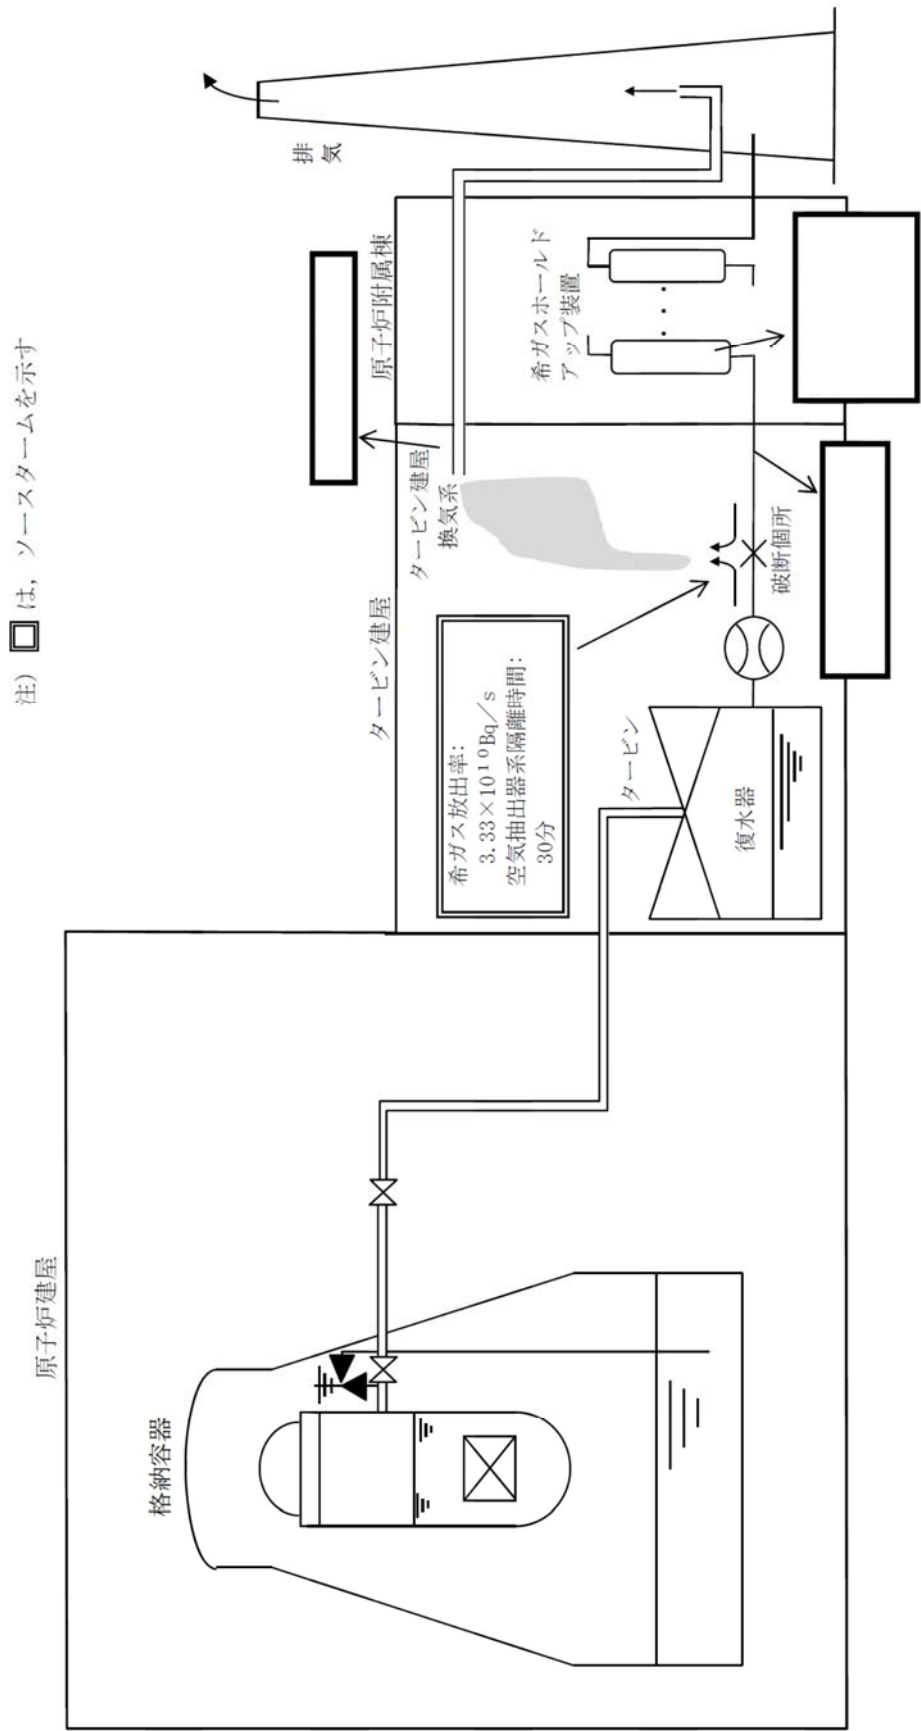 注) 回 は，ソースタームを示す
原子炉建屋
格納容器
タービン建屋
希ガス放出率：
3.33×10¹⁰Bq／s
空気抽出器系隔離時間：
30分
タービン
復水器
タービン建屋
換気系
破断個所
原子炉附属棟
希ガスホールド
アップ装置
排
気